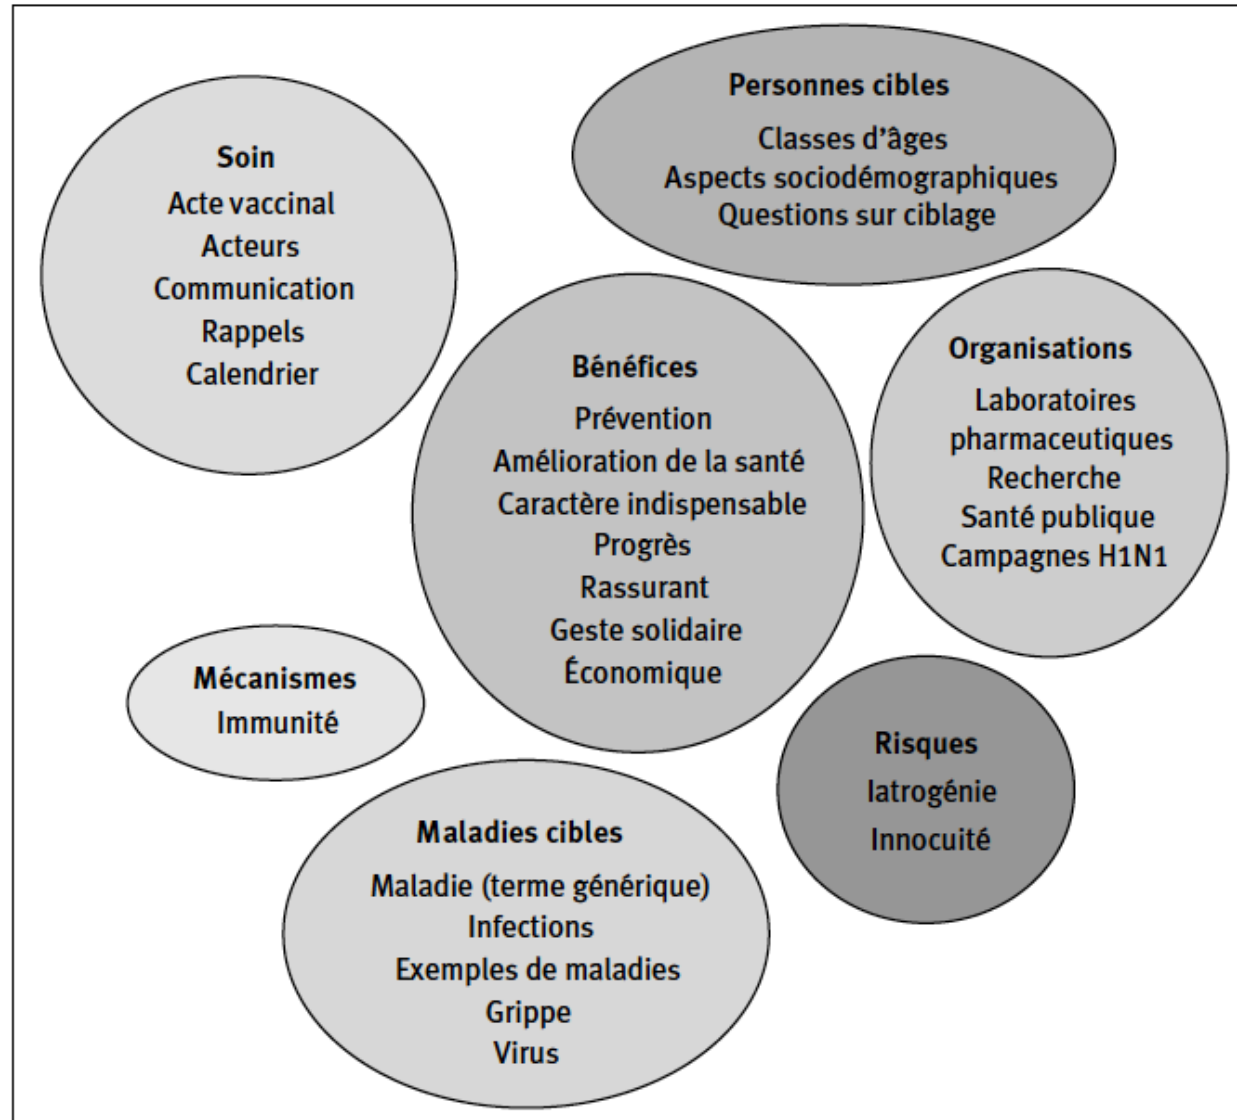 Personnes cibles
Classes d’âges
Aspects sociodémographiques
Questions sur ciblage
Soin
Acte vaccinal
Acteurs
Communication
Rappels
Calendrier
Bénéfices
Prévention
Amélioration de la santé
Caractère indispensable
Progrès
Rassurant
Geste solidaire
Économique
Organisations
Laboratoires
pharmaceutiques
Recherche
Santé publique
Campagnes H1N1
Mécanismes
Immunité
Risques
Iatrogénie
Innocuité
Maladies cibles
Maladie (terme générique)
Infections
Exemples de maladies
Grippe
Virus